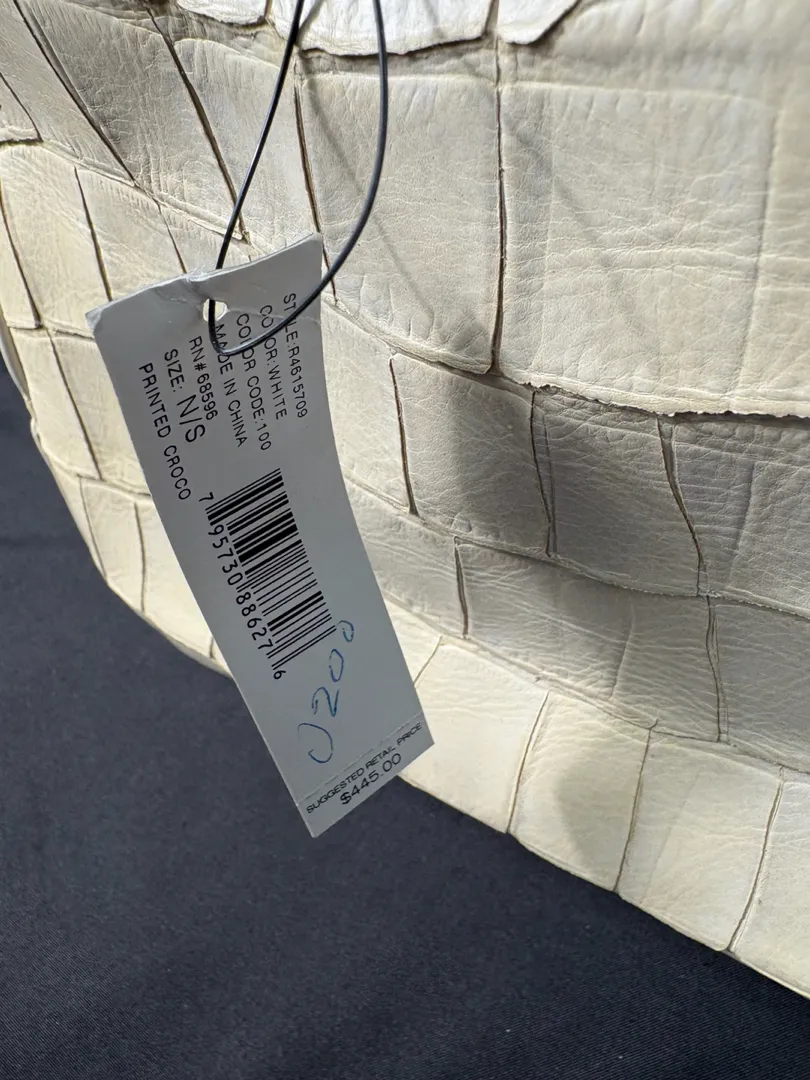 STYLE:R4615709
COLOR:WHITE
COLOR CODE:100
MADE IN CHINA
RN#68596
SIZE: N/S
PRINTED CROCO
7 95730 88627 6
0200
SUGGESTED RETAIL PRICE
$445.00